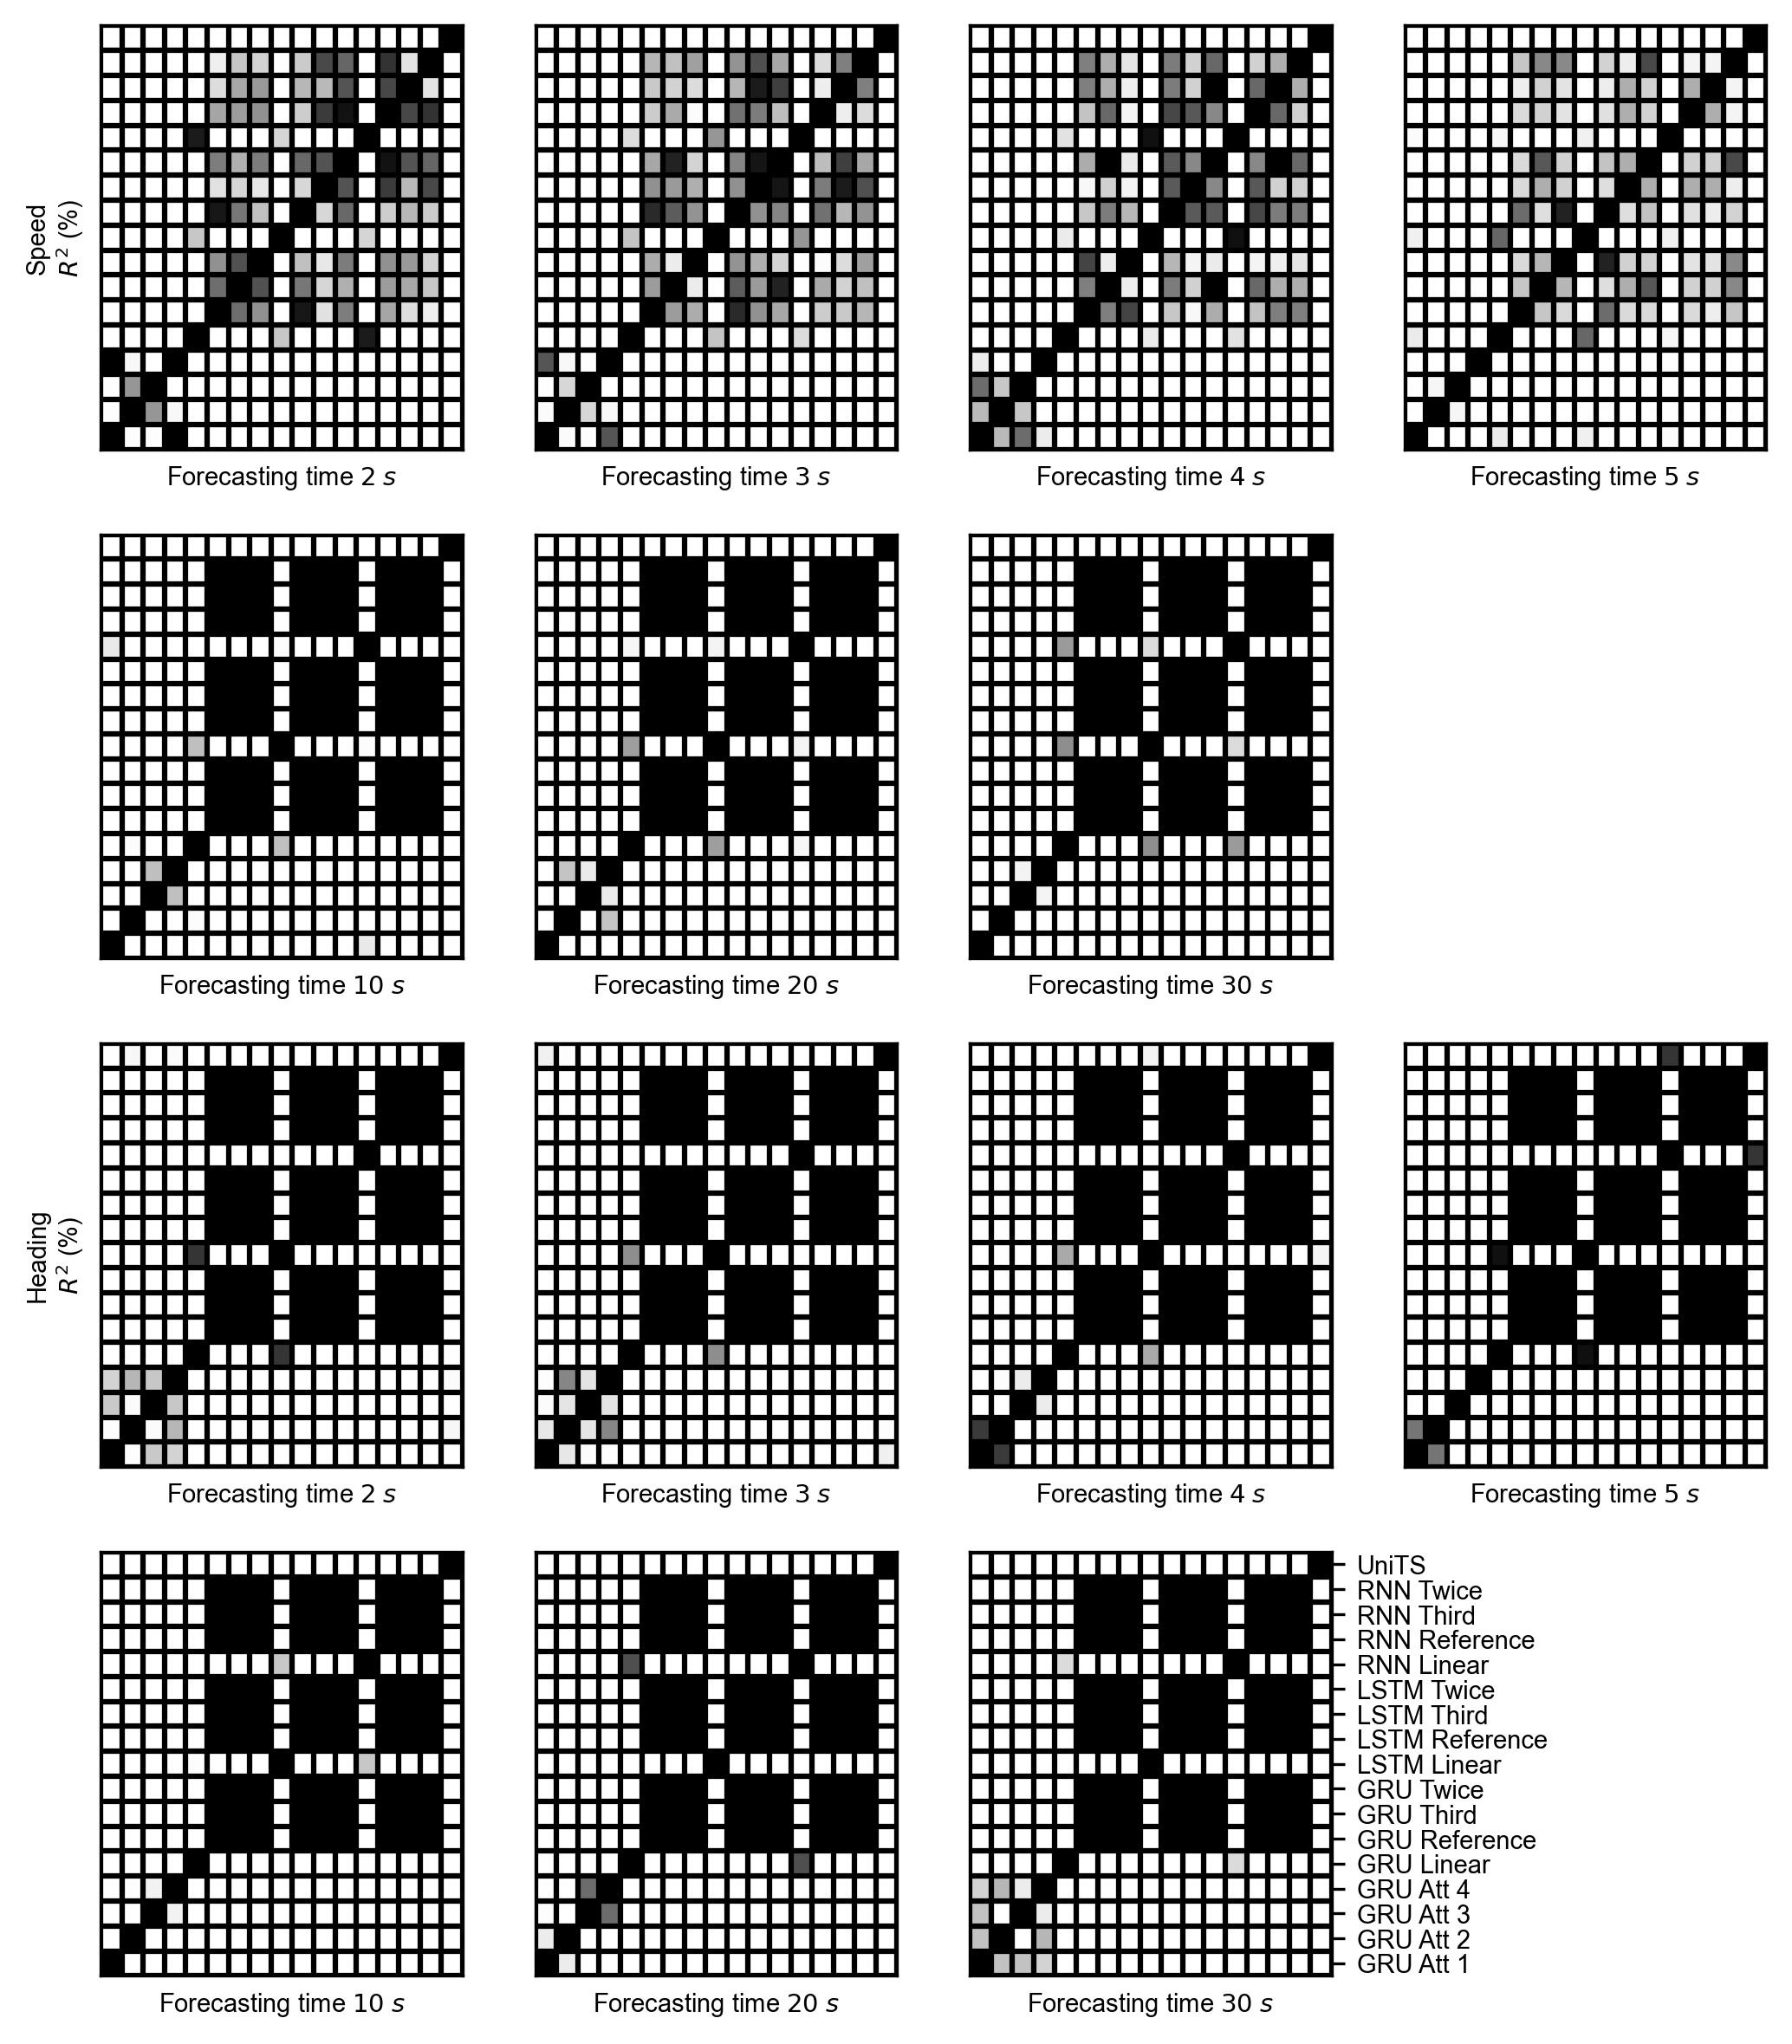 Speed
R² (%)
Forecasting time 2 s
Forecasting time 3 s
Forecasting time 4 s
Forecasting time 5 s
Forecasting time 10 s
Forecasting time 20 s
Forecasting time 30 s
Heading
R² (%)
Forecasting time 2 s
Forecasting time 3 s
Forecasting time 4 s
Forecasting time 5 s
UniTS
RNN Twice
RNN Third
RNN Reference
RNN Linear
LSTM Twice
LSTM Third
LSTM Reference
LSTM Linear
GRU Twice
GRU Third
GRU Reference
GRU Linear
GRU Att 4
GRU Att 3
GRU Att 2
GRU Att 1
Forecasting time 10 s
Forecasting time 20 s
Forecasting time 30 s